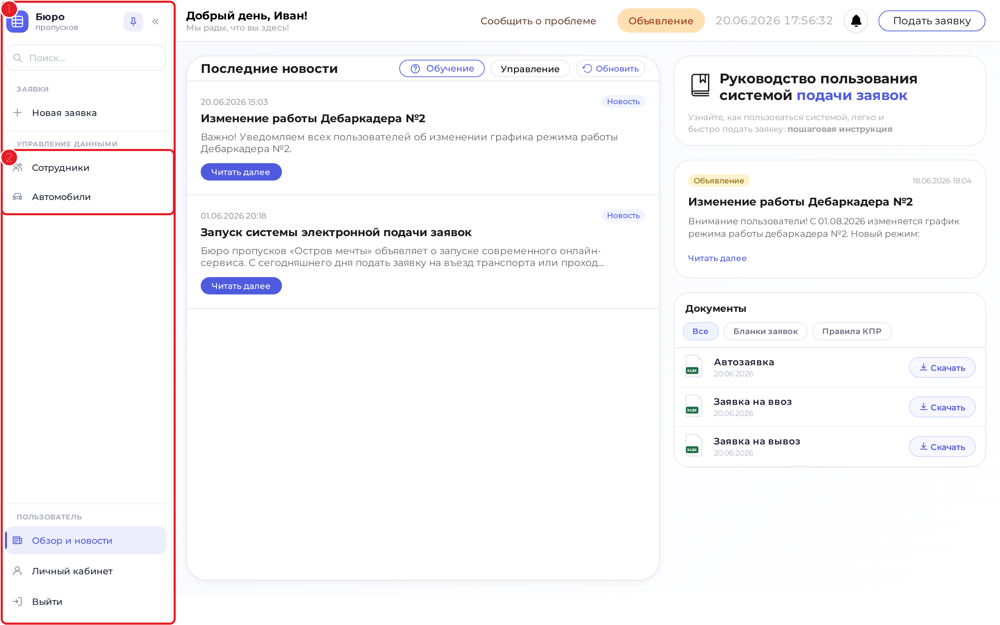 1
Бюро
пропусков
Поиск...
ЗАЯВКИ
Новая заявка
УПРАВЛЕНИЕ ДАННЫМИ
2
Сотрудники
Автомобили
ПОЛЬЗОВАТЕЛЬ
Обзор и новости
Личный кабинет
Выйти
Добрый день, Иван!
Мы рады, что вы здесь!
Сообщить о проблеме
Объявление
20.06.2026 17:56:32
Подать заявку
Последние новости
Обучение
Управление
Обновить
20.06.2026 15:03
Новость
Изменение работы Дебаркадера №2
Важно! Уведомляем всех пользователей об изменении графика режима работы
Дебаркадера №2.
Читать далее
01.06.2026 20:18
Новость
Запуск системы электронной подачи заявок
Бюро пропусков «Остров мечты» объявляет о запуске современного онлайн-
сервиса. С сегодняшнего дня подать заявку на въезд транспорта или проход...
Читать далее
Руководство пользования
системой подачи заявок
Узнайте, как пользоваться системой, легко и
быстро подать заявку: пошаговая инструкция
Объявление
18.06.2026 18:04
Изменение работы Дебаркадера №2
Внимание пользователи! С 01.08.2026 изменяется график
режима работы дебаркадера №2. Новый режим:
Читать далее
Документы
Все
Бланки заявок
Правила КПР
XLSX
Автозаявка
20.06.2026
Скачать
XLSX
Заявка на ввоз
20.06.2026
Скачать
XLSX
Заявка на вывоз
20.06.2026
Скачать